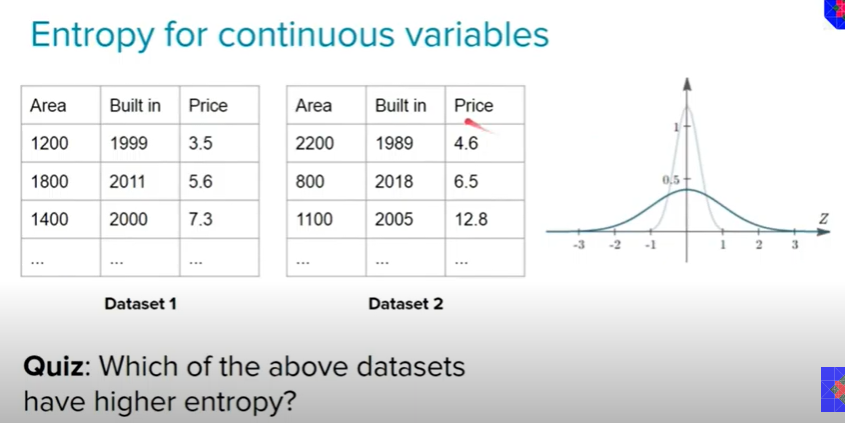 Entropy for continuous variables
Area Built in Price
1200 1999 3.5
1800 2011 5.6
1400 2000 7.3
... ... ...
Dataset 1
Area Built in Price
2200 1989 4.6
800 2018 6.5
1100 2005 12.8
... ... ...
Dataset 2
1
0.5
Z
-3 -2 -1 1 2 3
Quiz: Which of the above datasets
have higher entropy?